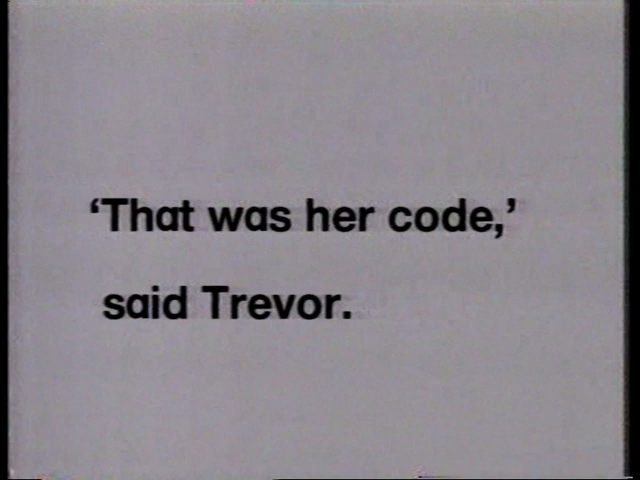 ‘That was her code,’
said Trevor.